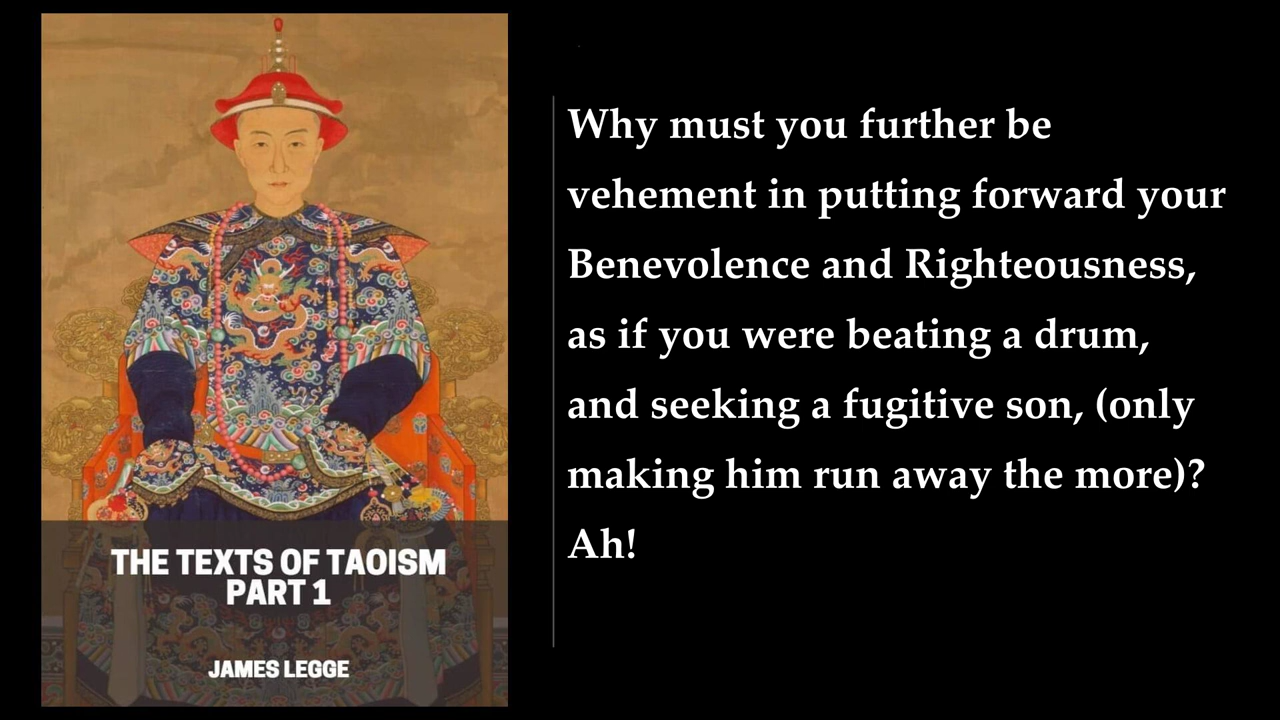 THE TEXTS OF TAOISM
PART 1
JAMES LEGGE
Why must you further be
vehement in putting forward your
Benevolence and Righteousness,
as if you were beating a drum,
and seeking a fugitive son, (only
making him run away the more)?
Ah!